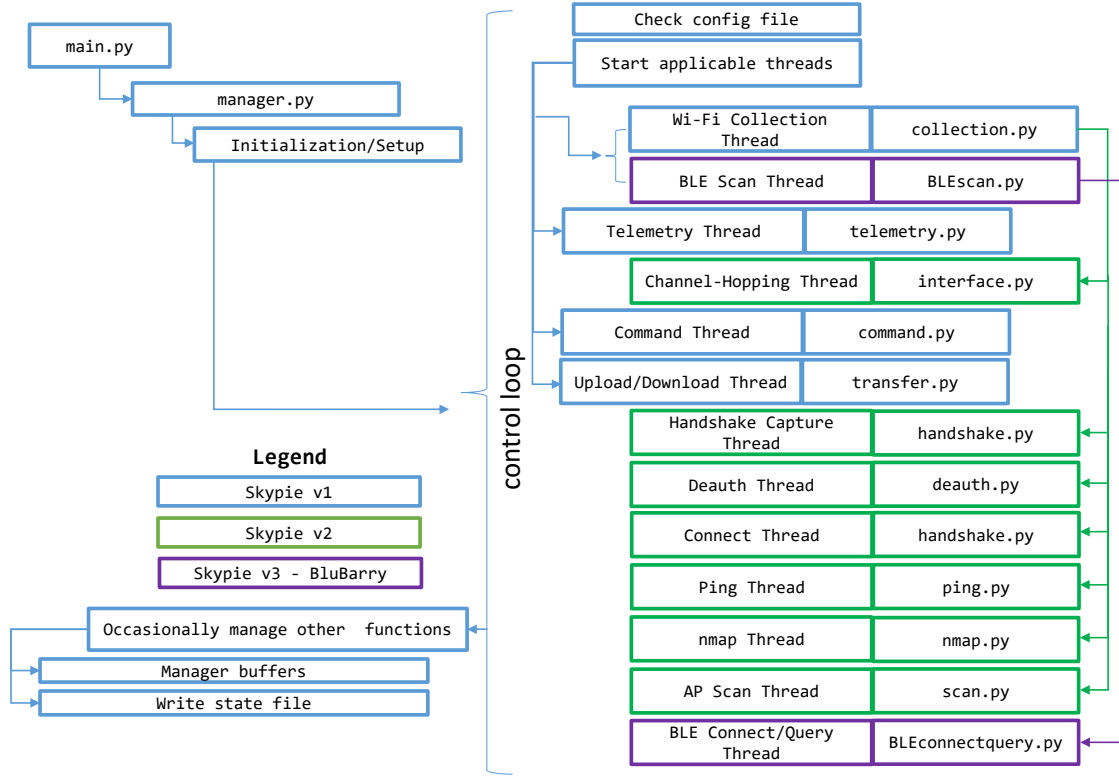 main.py
manager.py
Initialization/Setup
control loop
Check config file
Start applicable threads
Wi-Fi Collection
Thread
collection.py
BLE Scan Thread
BLEscan.py
Telemetry Thread
telemetry.py
Channel-Hopping Thread
interface.py
Command Thread
command.py
Upload/Download Thread
transfer.py
Handshake Capture
Thread
handshake.py
Deauth Thread
deauth.py
Connect Thread
handshake.py
Ping Thread
ping.py
nmap Thread
nmap.py
AP Scan Thread
scan.py
BLE Connect/Query
Thread
BLEconnectquery.py
Legend
Skypie v1
Skypie v2
Skypie v3 - BluBarry
Occasionally manage other functions
Manager buffers
Write state file